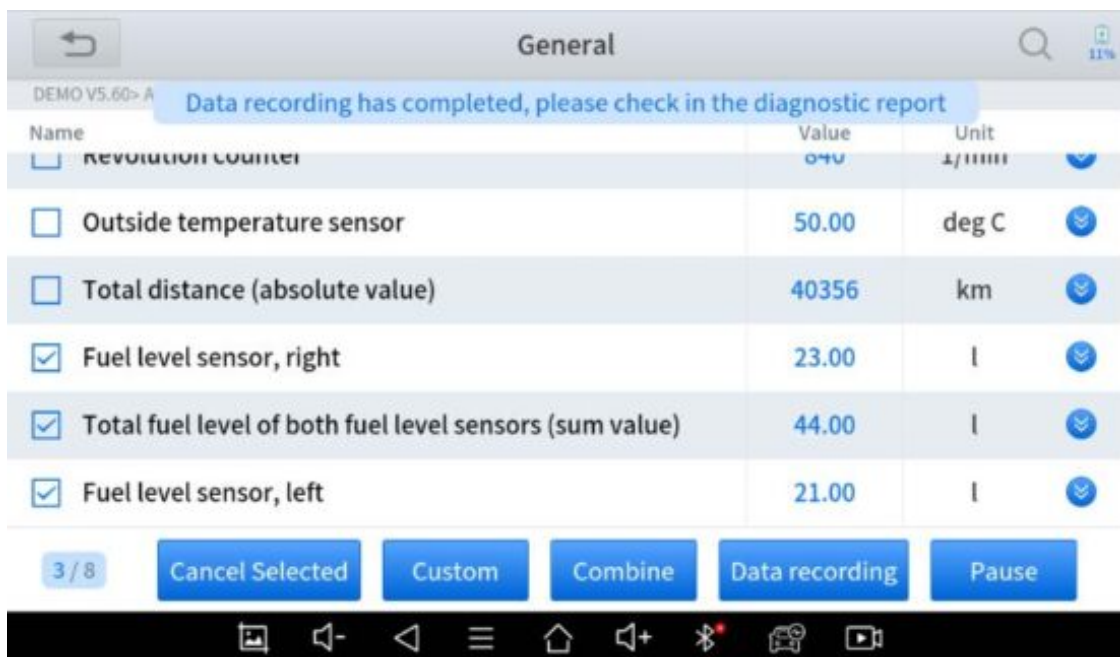 General
11%
DEMO V5.60> A
Data recording has completed, please check in the diagnostic report
Name Value Unit
Revolution counter 840 1/min
Outside temperature sensor 50.00 deg C
Total distance (absolute value) 40356 km
Fuel level sensor, right 23.00 l
Total fuel level of both fuel level sensors (sum value) 44.00 l
Fuel level sensor, left 21.00 l
3 / 8 Cancel Selected Custom Combine Data recording Pause